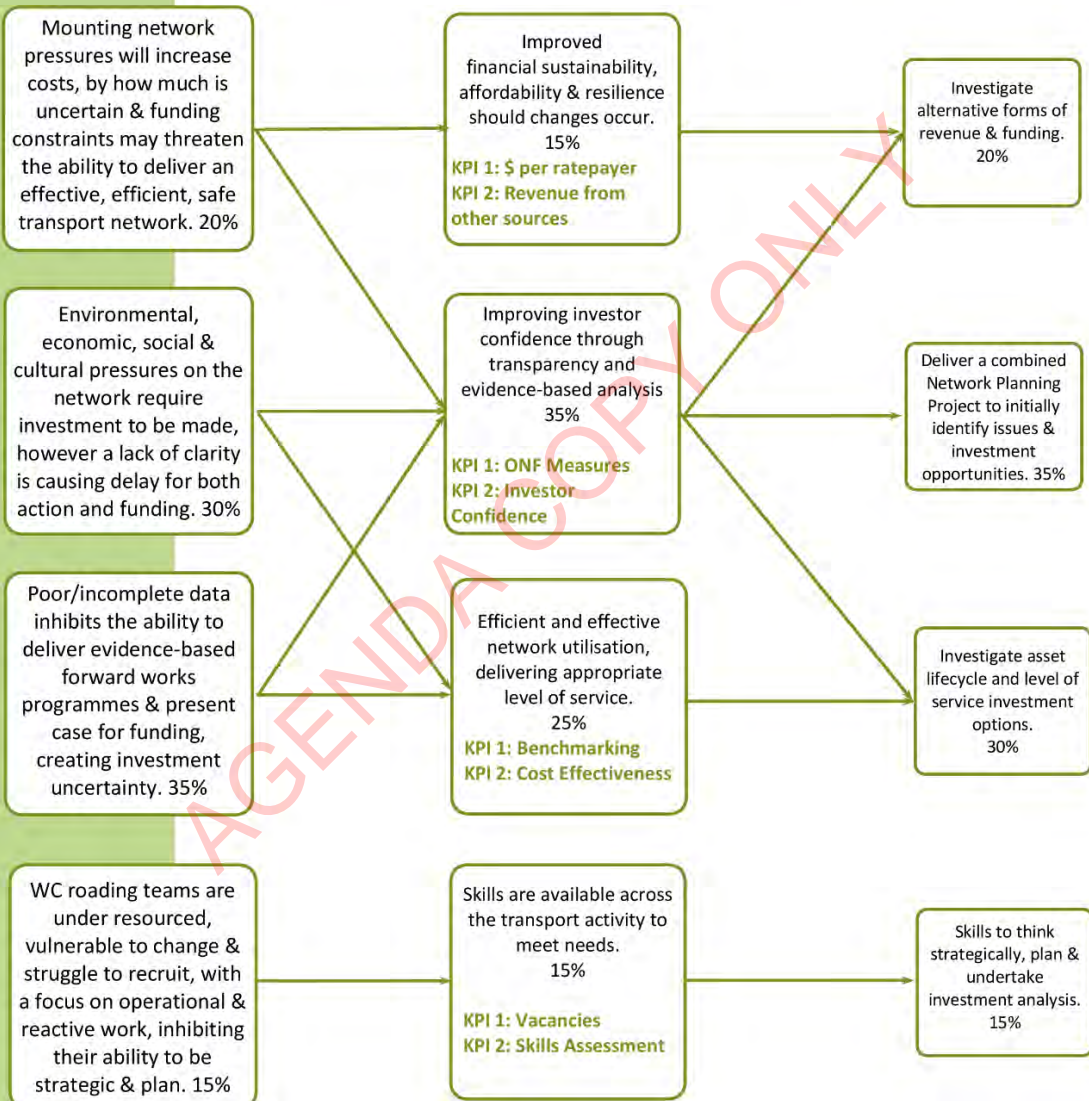 Mounting network
pressures will increase
costs, by how much is
uncertain & funding
constraints may threaten
the ability to deliver an
effective, efficient, safe
transport network. 20%
Environmental,
economic, social &
cultural pressures on the
network require
investment to be made,
however a lack of clarity
is causing delay for both
action and funding. 30%
Poor/incomplete data
inhibits the ability to
deliver evidence-based
forward works
programmes & present
case for funding,
creating investment
uncertainty. 35%
WC roading teams are
under resourced,
vulnerable to change &
struggle to recruit, with
a focus on operational &
reactive work, inhibiting
their ability to be
strategic & plan. 15%
Improved
financial sustainability,
affordability & resilience
should changes occur.
15%
KPI 1: $ per ratepayer
KPI 2: Revenue from
other sources
Improving investor
confidence through
transparency and
evidence-based analysis
35%
KPI 1: ONF Measures
KPI 2: Investor
Confidence
Efficient and effective
network utilisation,
delivering appropriate
level of service.
25%
KPI 1: Benchmarking
KPI 2: Cost Effectiveness
Skills are available across
the transport activity to
meet needs.
15%
KPI 1: Vacancies
KPI 2: Skills Assessment
Investigate
alternative forms of
revenue & funding.
20%
Deliver a combined
Network Planning
Project to initially
identify issues &
investment
opportunities. 35%
Investigate asset
lifecycle and level of
service investment
options.
30%
Skills to think
strategically, plan &
undertake
investment analysis.
15%
AGENDA COPY ONLY